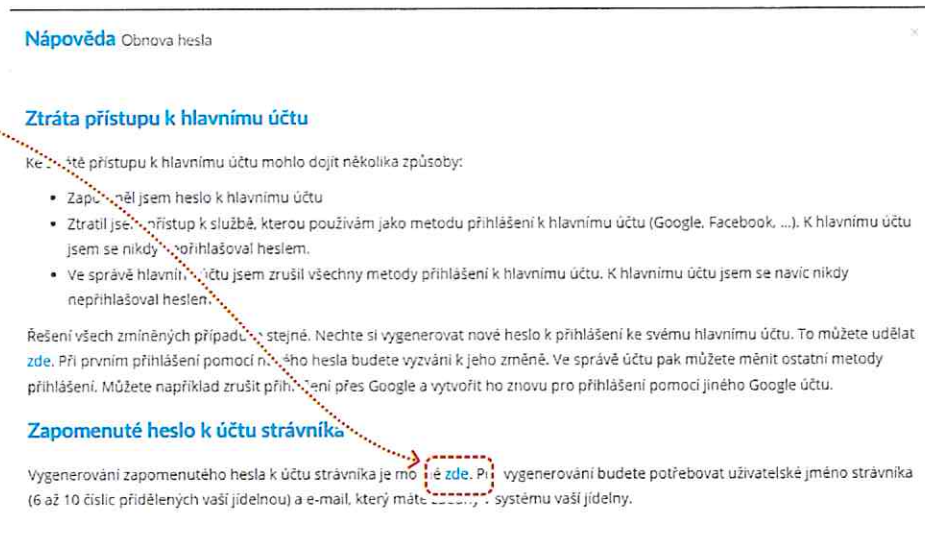 Nápověda Obnova hesla
×
Ztráta přístupu k hlavnímu účtu
přístupu k hlavnímu účtu mohlo dojít několika způsoby:
• jsem heslo k hlavnímu účtu
• Ztratil přístup k službě, kterou používám jako metodu přihlášení k hlavnímu účtu (Google, Facebook, ...). K hlavnímu účtu
jsem se nikdy nepřihlašoval heslem.
• Ve správě hlavního účtu jsem zrušil všechny metody přihlášení k hlavnímu účtu. K hlavnímu účtu jsem se navíc nikdy
nepřihlašoval heslem
Řešení všech zmíněných stejné. Nechte si vygenerovat nové heslo k přihlášení ke svému hlavnímu účtu. To můžete udělat
zde. Při prvním přihlášení pomocí hesla budete vyzváni k jeho změně. Ve správě účtu pak můžete měnit ostatní metody
přihlášení. Můžete například zrušit přihlášení přes Google a vytvořit ho znovu pro přihlášení pomocí jiného Google účtu.
Zapomenuté heslo k účtu strávníka
Vygenerování zapomenutého hesla k účtu strávníka je možné zde. Při vygenerování budete potřebovat uživatelské jméno strávníka
(6 až 10 číslic přidělených vaší jídelnou) a e-mail, který máte systému vaší jídelny.